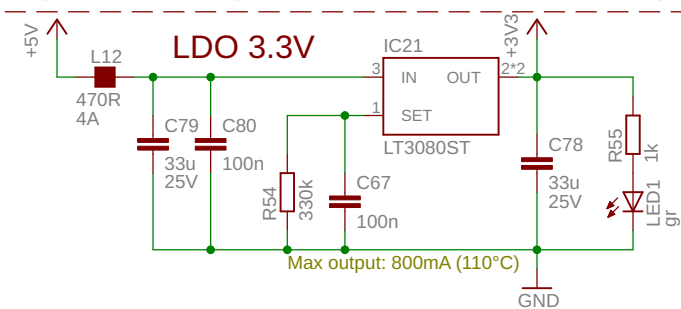 +5V
+3V3
LDO 3.3V
L12
470R
4A
IC21
3
IN
OUT
2*2
1
SET
LT3080ST
C79
33u
25V
C80
100n
R54
330k
C67
100n
C78
33u
25V
R55
1k
LED1
gr
Max output: 800mA (110°C)
GND